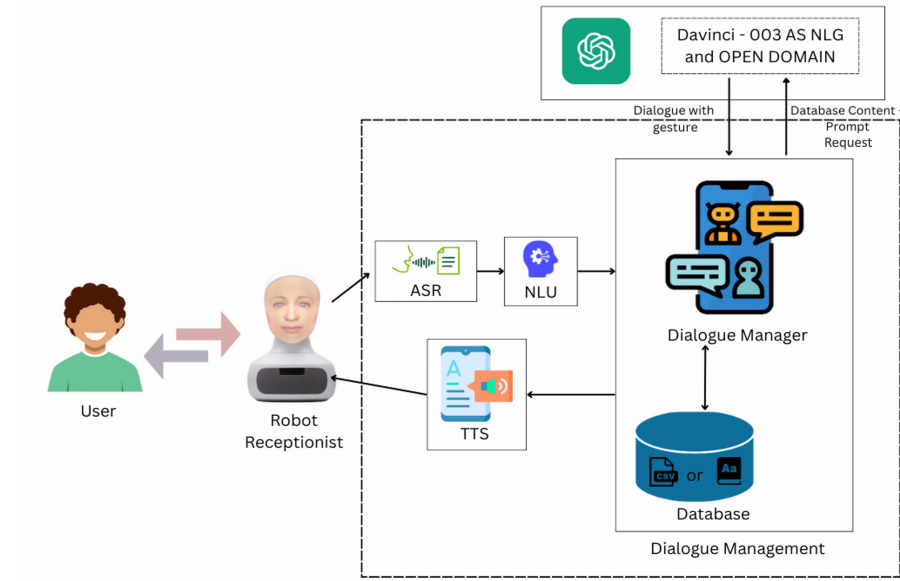 Davinci - 003 AS NLG
and OPEN DOMAIN
Dialogue with
gesture
Database Content -
Prompt
Request
ASR
NLU
Dialogue Manager
User
Robot
Receptionist
A
TTS
CSV
or
Aa
Database
Dialogue Management